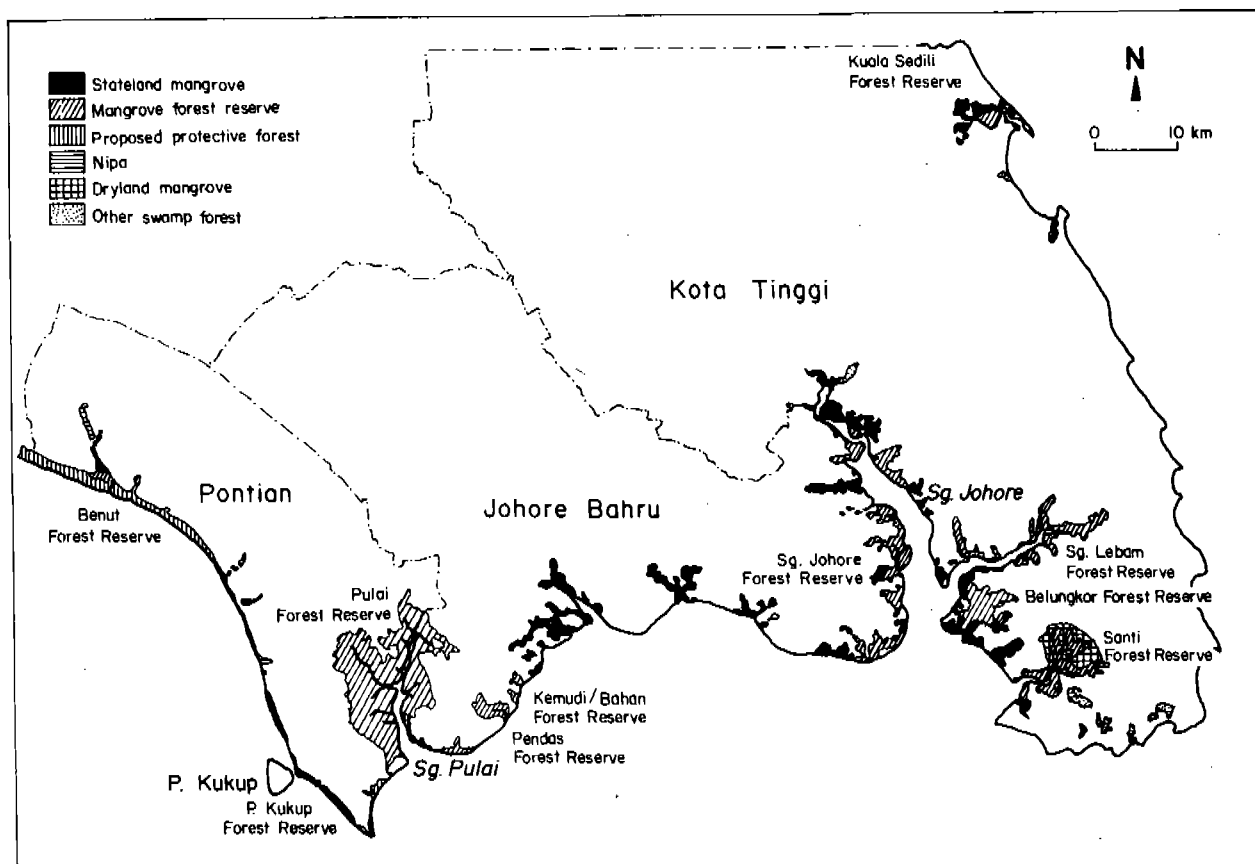 Stateland mangrove
Mangrove forest reserve
Proposed protective forest
Nipa
Dryland mangrove
Other swamp forest
Kuala Sedili
Forest Reserve
N
0 10 km
Kota Tinggi
Pontian
Benut
Forest Reserve
Johore Bahru
Sg. Johore
Sg. Johore
Forest Reserve
Sg. Lebam
Forest Reserve
Belungkor Forest Reserve
Santi
Forest Reserve
Pulai
Forest Reserve
Kemudi/Bahan
Forest Reserve
Pendas
Forest Reserve
Sg. Pulai
P. Kukup
P. Kukup
Forest Reserve